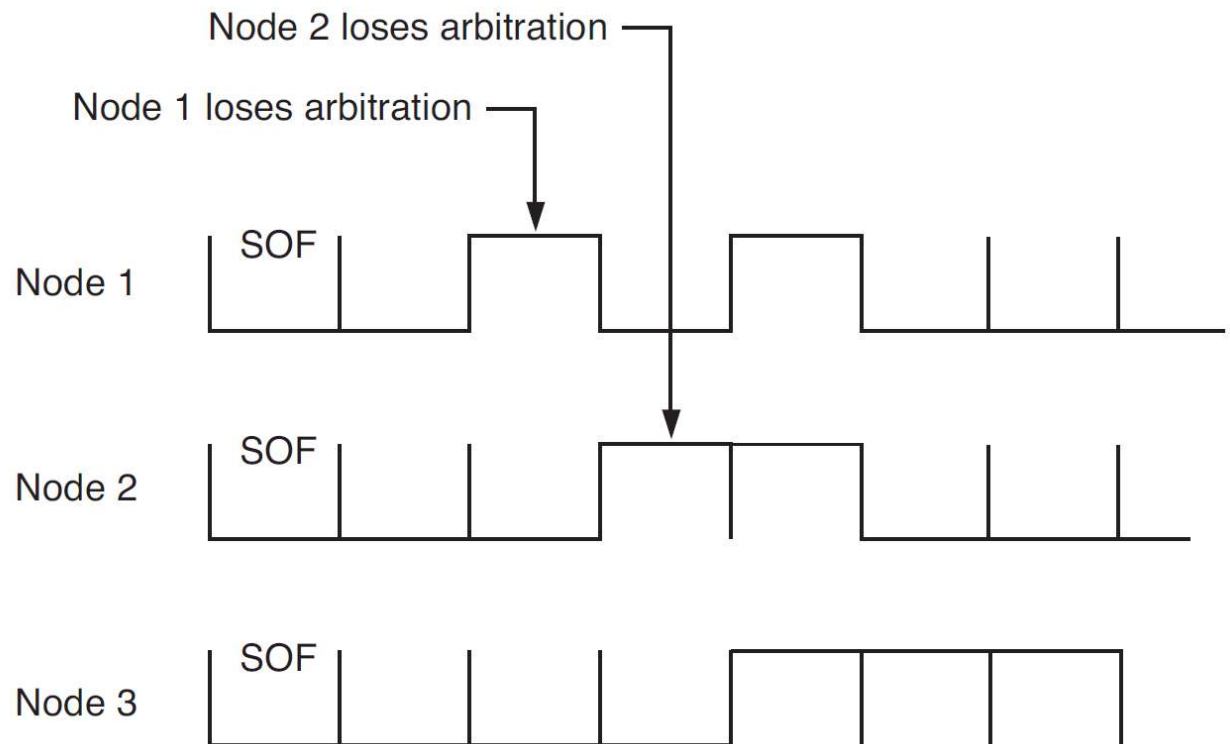 Node 2 loses arbitration
Node 1 loses arbitration
SOF
Node 1
SOF
Node 2
SOF
Node 3